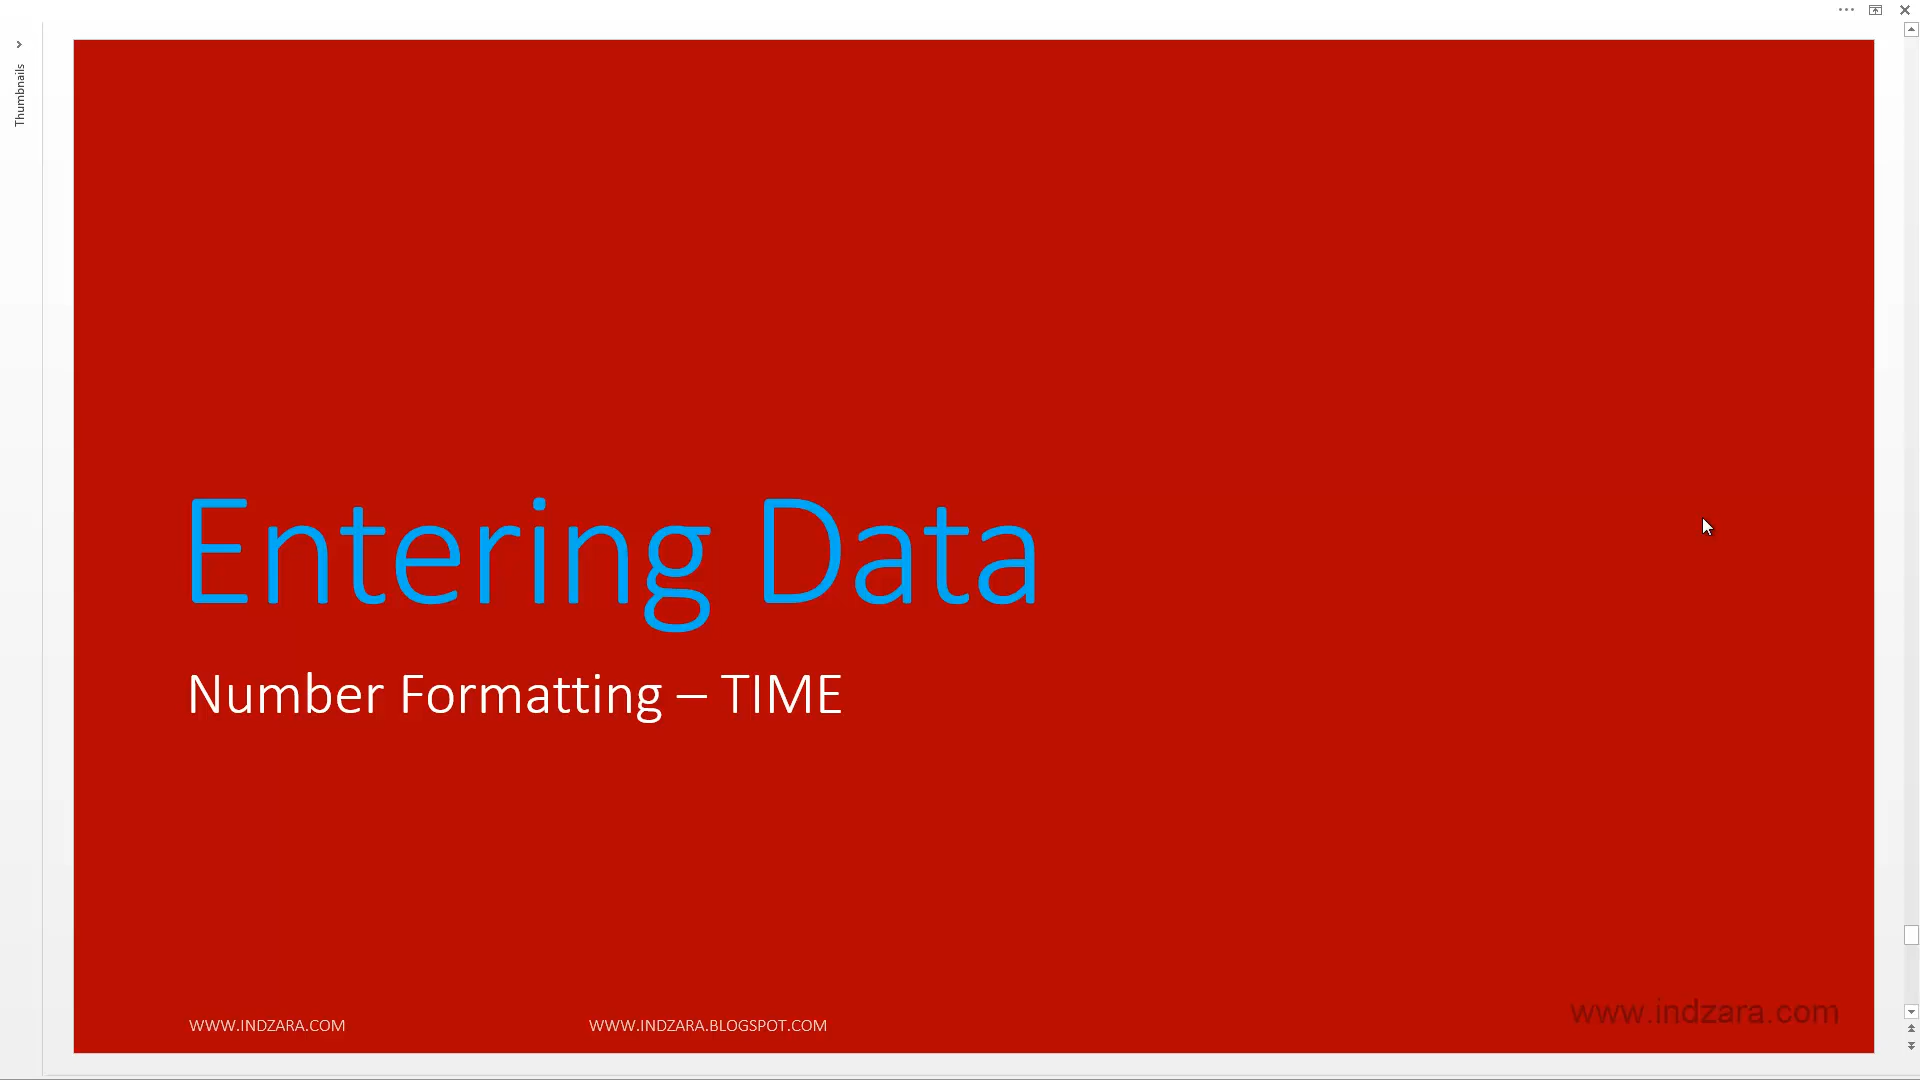 Thumbnails
Entering Data
Number Formatting – TIME
WWW.INDZARA.COM
WWW.INDZARA.BLOGSPOT.COM
www.indzara.com